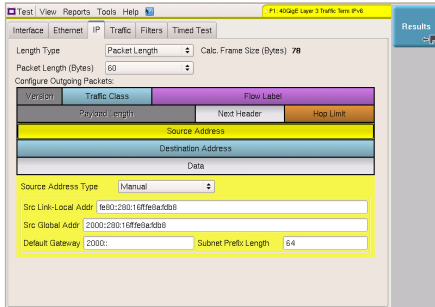 Test View Reports Tools Help
P1: 40GigE Layer 3 Traffic Term IPv6
Results
Interface Ethernet IP Traffic Filters Timed Test
Length Type Packet Length Calc. Frame Size (Bytes) 78
Packet Length (Bytes) 60
Configure Outgoing Packets:
Version Traffic Class Flow Label
Payload Length Next Header Hop Limit
Source Address
Destination Address
Data
Source Address Type Manual
Src Link-Local Addr fe80::280:16ff:fe8a:fdb8
Src Global Addr 2000::280:16ff:fe8a:fdb8
Default Gateway 2000:: Subnet Prefix Length 64